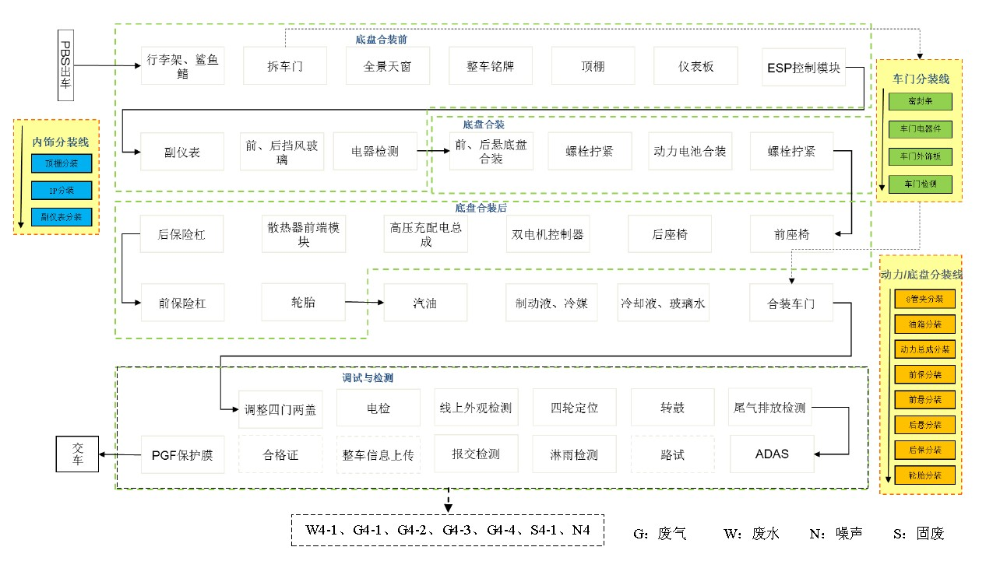 PBS出车
底盘合装前
行李架、鲨鱼
鳍
拆车门
全景天窗
整车铭牌
顶棚
仪表板
ESP控制模块
车门分装线
密封条
车门电器件
车门外饰板
车门检测
内饰分装线
顶棚分装
IP分装
副仪表分装
副仪表
前、后挡风玻
璃
电器检测
底盘合装
前、后悬底盘
合装
螺栓拧紧
动力电池合装
螺栓拧紧
底盘合装后
后保险杠
散热器前端模
块
高压充配电总
成
双电机控制器
后座椅
前座椅
前保险杠
轮胎
汽油
制动液、冷媒
冷却液、玻璃水
合装车门
动力/底盘分装线
8管夹分装
油箱分装
动力总成分装
前保分装
前悬分装
后悬分装
后保分装
轮胎分装
调试与检测
调整四门两盖
电检
线上外观检测
四轮定位
转鼓
尾气排放检测
交
车
PGF保护膜
合格证
整车信息上传
报交检测
淋雨检测
路试
ADAS
W4-1、G4-1、G4-2、G4-3、G4-4、S4-1、N4
G：废气 W：废水 N：噪声 S：固废